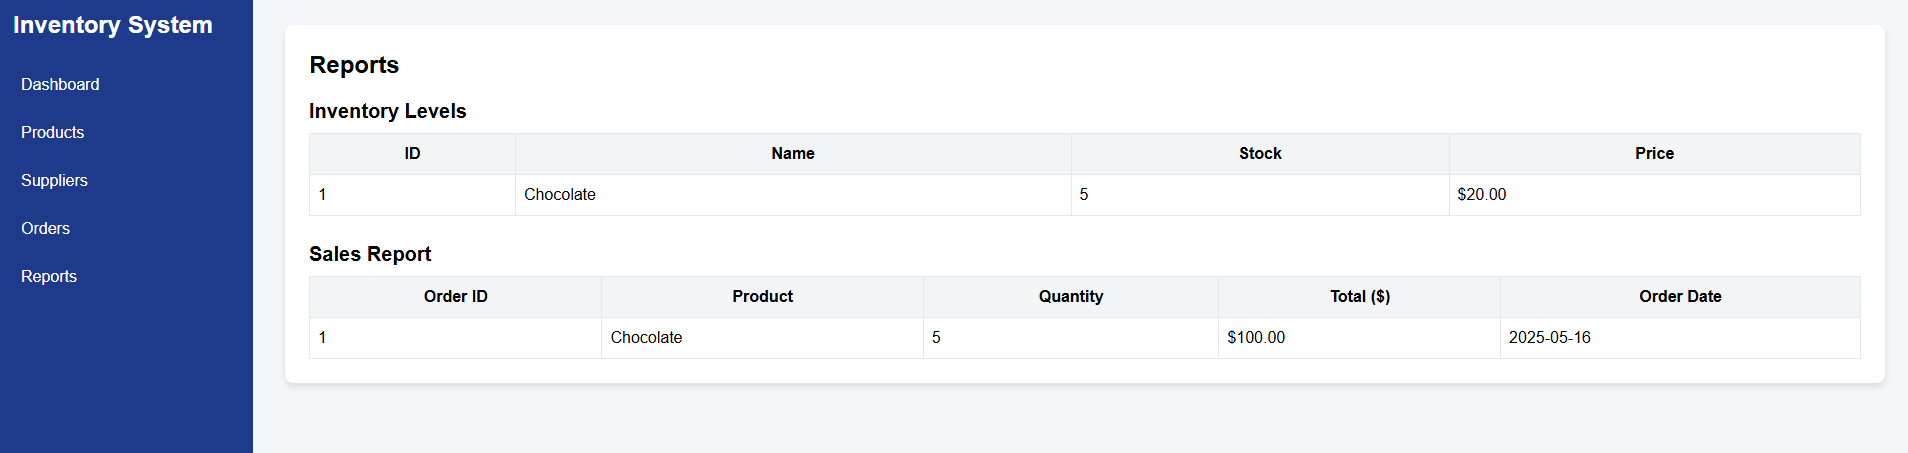 Inventory System
Dashboard
Products
Suppliers
Orders
Reports
Reports
Inventory Levels
ID Name Stock Price
1 Chocolate 5 $20.00
Sales Report
Order ID Product Quantity Total ($) Order Date
1 Chocolate 5 $100.00 2025-05-16